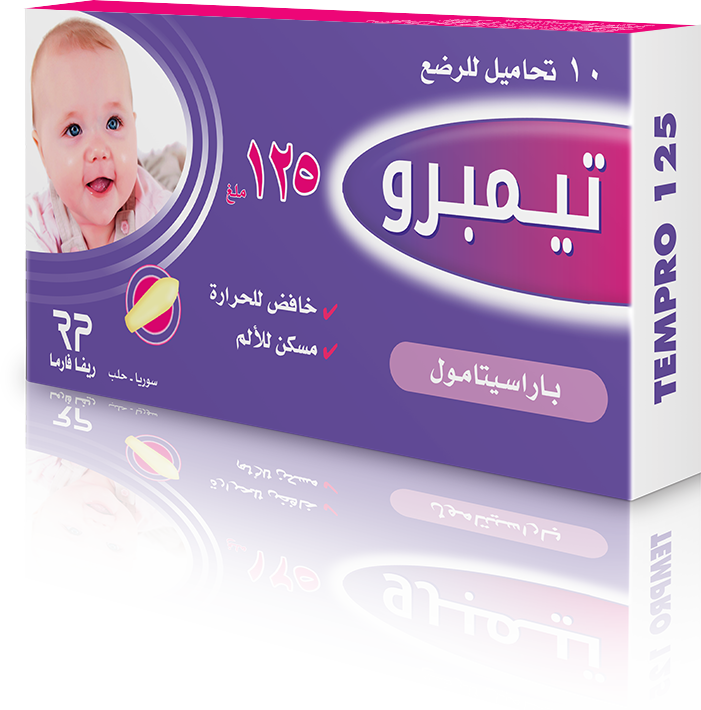 ١٠ تحاميل للرضع
تيمبرو
١٢٥ ملغ
خافض للحرارة
مسكن للألم
باراسيتامول
RP
ريفا فارما
سوريا - حلب
TEMPRO 125